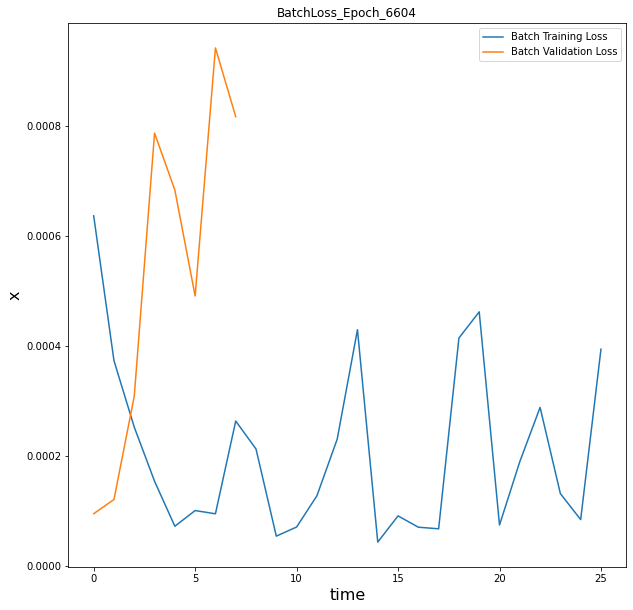 BatchLoss_Epoch_6604
Batch Training Loss
Batch Validation Loss
0.0008
0.0006
x
0.0004
0.0002
0.0000
0 5 10 15 20 25
time